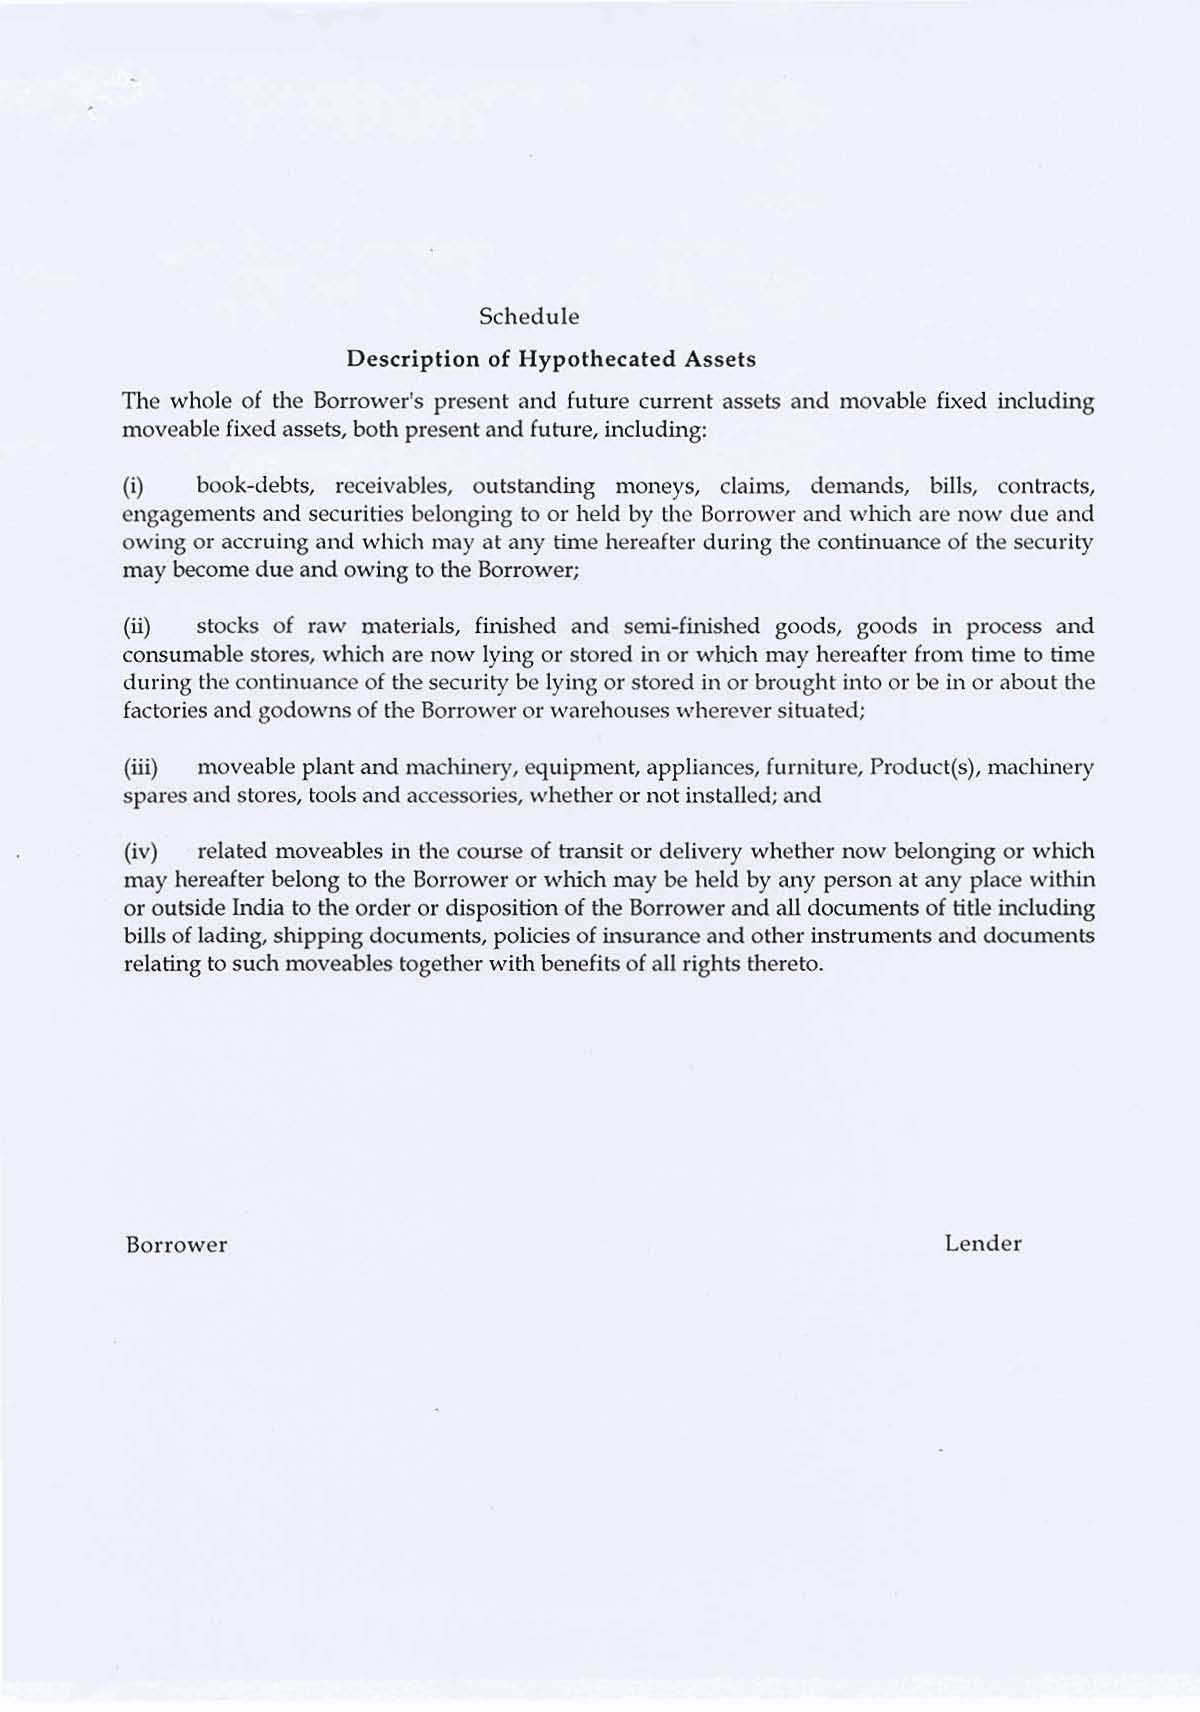 Schedule
Description of Hypothecated Assets
The whole of the Borrower's present and future current assets and movable fixed including
moveable fixed assets, both present and future, including:
(i) book-debts, receivables, outstanding moneys, claims, demands, bills, contracts,
engagements and securities belonging to or held by the Borrower and which are now due and
owing or accruing and which may at any time hereafter during the continuance of the security
may become due and owing to the Borrower;
(ii) stocks of raw materials, finished and semi-finished goods, goods in process and
consumable stores, which are now lying or stored in or which may hereafter from time to time
during the continuance of the security be lying or stored in or brought into or be in or about the
factories and godowns of the Borrower or warehouses wherever situated;
(iii) moveable plant and machinery, equipment, appliances, furniture, Product(s), machinery
spares and stores, tools and accessories, whether or not installed; and
(iv) related moveables in the course of transit or delivery whether now belonging or which
may hereafter belong to the Borrower or which may be held by any person at any place within
or outside India to the order or disposition of the Borrower and all documents of title including
bills of lading, shipping documents, policies of insurance and other instruments and documents
relating to such moveables together with benefits of all rights thereto.
Borrower Lender